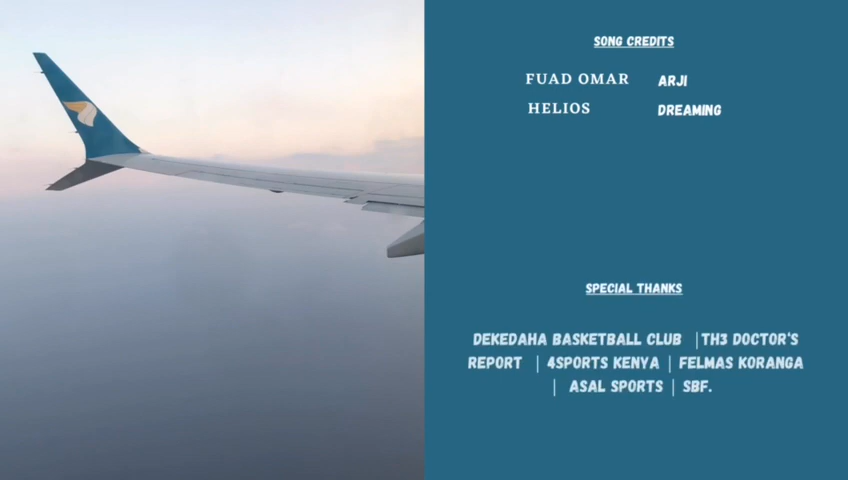 SONG CREDITS
FUAD OMAR ARJI
HELIOS DREAMING
SPECIAL THANKS
DEKEDAHA BASKETBALL CLUB |TH3 DOCTOR'S
REPORT | 4SPORTS KENYA | FELMAS KORANGA
| ASAL SPORTS | SBF.